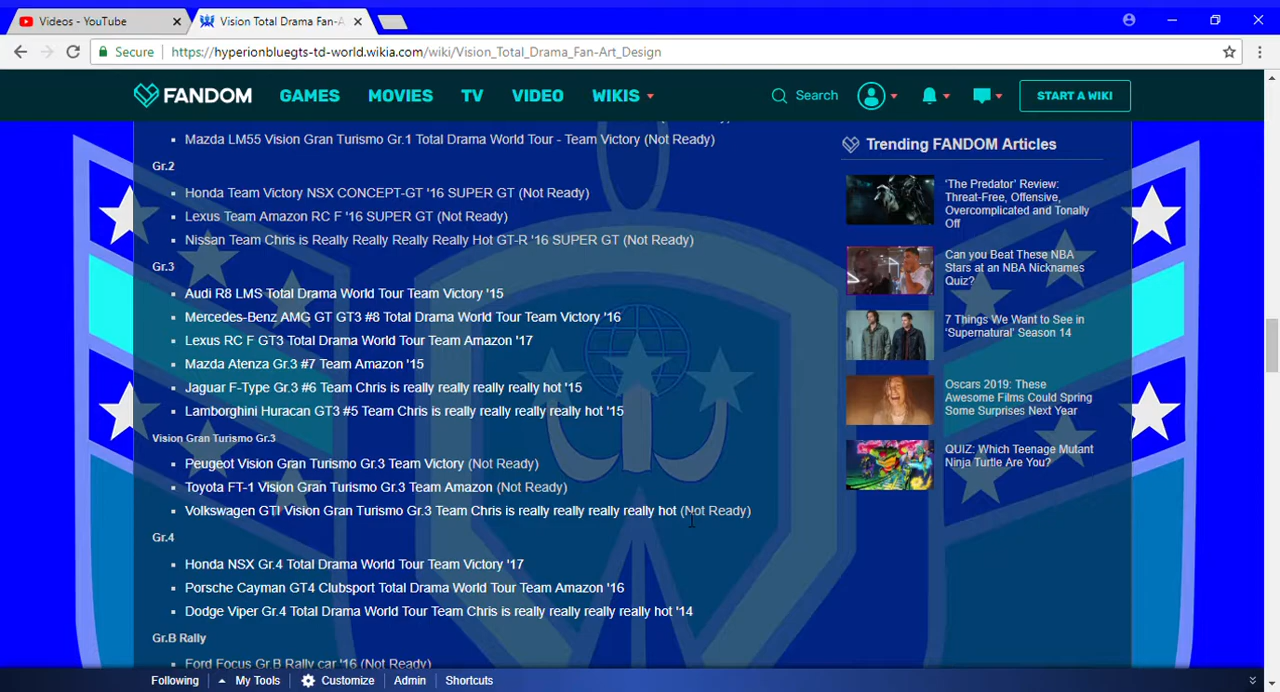 Videos - YouTube
Vision Total Drama Fan-A
Secure
https://hyperionbluegts-td-world.wikia.com/wiki/Vision_Total_Drama_Fan-Art_Design
FANDOM
GAMES
MOVIES
TV
VIDEO
WIKIS
Search
START A WIKI
Mazda LM55 Vision Gran Turismo Gr.1 Total Drama World Tour - Team Victory (Not Ready)
Gr.2
Honda Team Victory NSX CONCEPT-GT '16 SUPER GT (Not Ready)
Lexus Team Amazon RC F '16 SUPER GT (Not Ready)
Nissan Team Chris is Really Really Really Really Hot GT-R '16 SUPER GT (Not Ready)
Gr.3
Audi R8 LMS Total Drama World Tour Team Victory '15
Mercedes-Benz AMG GT GT3 #8 Total Drama World Tour Team Victory '16
Lexus RC F GT3 Total Drama World Tour Team Amazon '17
Mazda Atenza Gr.3 #7 Team Amazon '15
Jaguar F-Type Gr.3 #6 Team Chris is really really really really hot '15
Lamborghini Huracan GT3 #5 Team Chris is really really really really hot '15
Vision Gran Turismo Gr.3
Peugeot Vision Gran Turismo Gr.3 Team Victory (Not Ready)
Toyota FT-1 Vision Gran Turismo Gr.3 Team Amazon (Not Ready)
Volkswagen GTI Vision Gran Turismo Gr.3 Team Chris is really really really really hot (Not Ready)
Gr.4
Honda NSX Gr.4 Total Drama World Tour Team Victory '17
Porsche Cayman GT4 Clubsport Total Drama World Tour Team Amazon '16
Dodge Viper Gr.4 Total Drama World Tour Team Chris is really really really really hot '14
Gr.B Rally
Ford Focus Gr.B Rally car '16 (Not Ready)
Trending FANDOM Articles
'The Predator' Review:
Threat-Free, Offensive,
Overcomplicated and Tonally
Off
Can you Beat These NBA
Stars at an NBA Nicknames
Quiz?
7 Things We Want to See in
'Supernatural' Season 14
Oscars 2019: These
Awesome Films Could Spring
Some Surprises Next Year
QUIZ: Which Teenage Mutant
Ninja Turtle Are You?
Following
My Tools
Customize
Admin
Shortcuts